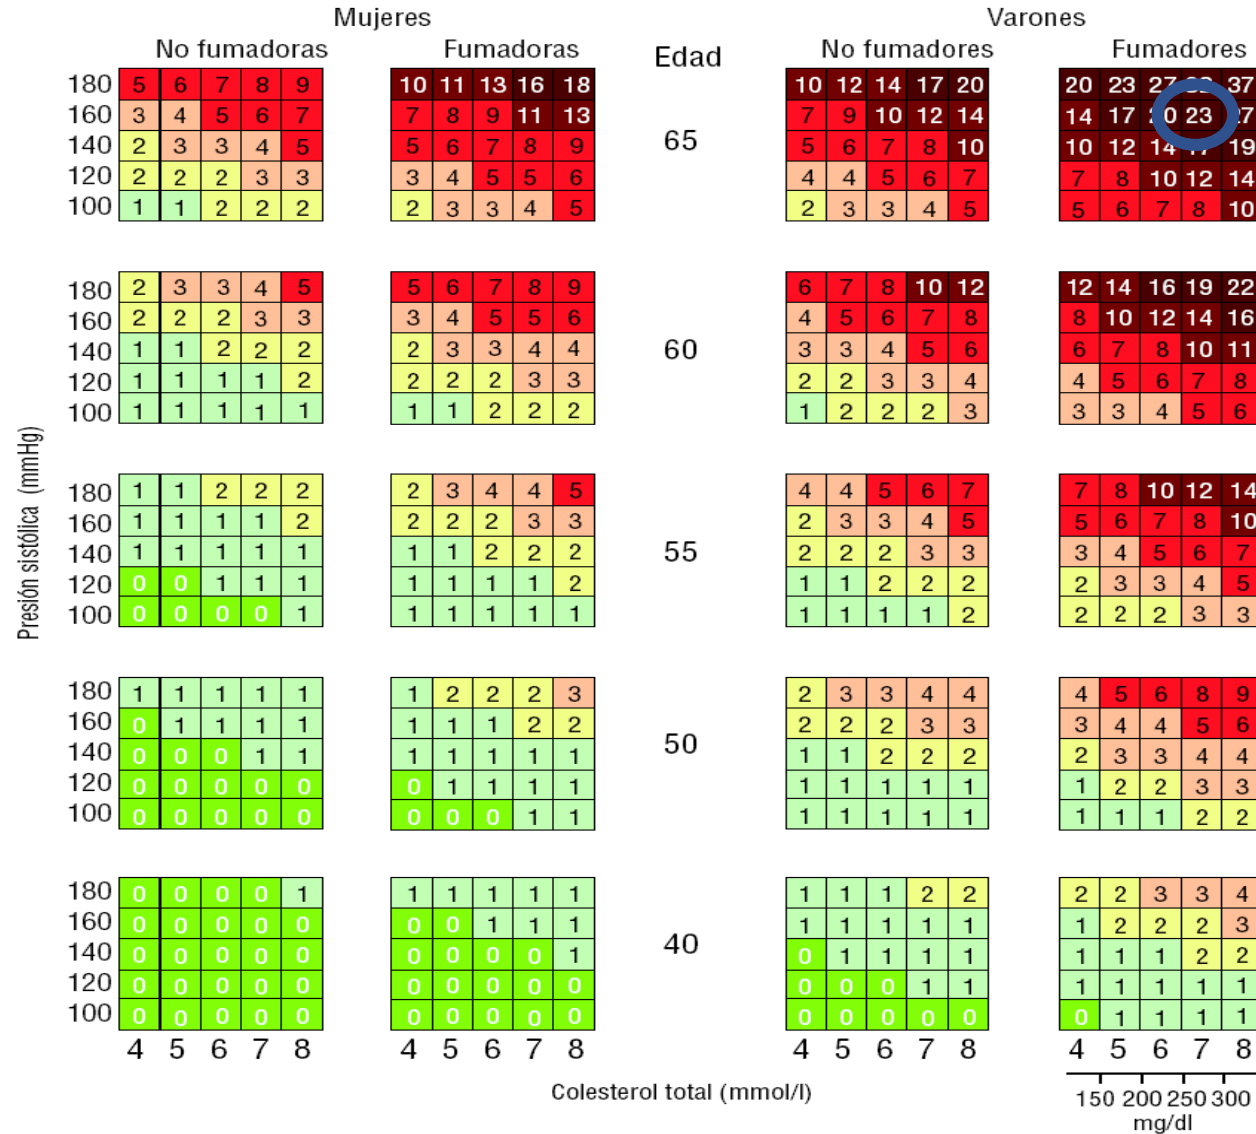 Mujeres Varones
No fumadoras Fumadoras Edad No fumadores Fumadores
180 5 6 7 8 9 10 11 13 16 18 10 12 14 17 20 20 23 27 37
160 3 4 5 6 7 7 8 9 11 13 7 9 10 12 14 14 17 20 23 27
140 2 3 3 4 5 5 6 7 8 9 65 5 6 7 8 10 10 12 14 17 19
120 2 2 2 3 3 3 4 5 5 6 4 4 5 6 7 7 8 10 12 14
100 1 1 2 2 2 2 3 3 4 5 2 3 3 4 5 5 6 7 8 10
180 2 3 3 4 5 5 6 7 8 9 6 7 8 10 12 12 14 16 19 22
160 2 2 2 3 3 3 4 5 5 6 4 5 6 7 8 8 10 12 14 16
140 1 1 2 2 2 2 3 3 4 4 60 3 3 4 5 6 6 7 8 10 11
120 1 1 1 1 2 2 2 2 3 3 2 2 3 3 4 4 5 6 7 8
100 1 1 1 1 1 1 1 2 2 2 1 2 2 2 3 3 3 4 5 6
Presión sistólica (mmHg)
180 1 1 2 2 2 2 3 4 4 5 4 4 5 6 7 7 8 10 12 14
160 1 1 1 1 2 2 2 2 3 3 2 3 3 4 5 5 6 7 8 10
140 1 1 1 1 1 1 1 2 2 2 55 2 2 2 3 3 3 4 5 6 7
120 0 0 1 1 1 1 1 1 1 2 1 1 2 2 2 2 3 3 4 5
100 0 0 0 0 1 1 1 1 1 1 1 1 1 1 2 2 2 2 3 3
180 1 1 1 1 1 1 2 2 2 3 2 3 3 4 4 4 5 6 8 9
160 0 1 1 1 1 1 1 1 2 2 2 2 2 3 3 3 4 4 5 6
140 0 0 0 1 1 1 1 1 1 1 50 1 1 2 2 2 2 3 3 4 4
120 0 0 0 0 0 0 1 1 1 1 1 1 1 1 1 1 2 2 3 3
100 0 0 0 0 0 0 0 0 1 1 1 1 1 1 1 1 1 1 2 2
180 0 0 0 0 1 1 1 1 1 1 1 1 1 2 2 2 2 3 3 4
160 0 0 0 0 0 0 0 1 1 1 1 1 1 1 1 1 2 2 2 3
140 0 0 0 0 0 0 0 0 0 1 40 0 1 1 1 1 1 1 1 2 2
120 0 0 0 0 0 0 0 0 0 0 0 0 0 1 1 1 1 1 1 1
100 0 0 0 0 0 0 0 0 0 0 0 0 0 0 0 0 1 1 1 1
4 5 6 7 8 4 5 6 7 8 4 5 6 7 8 4 5 6 7 8
Colesterol total (mmol/l)
150 200 250 300
mg/dl